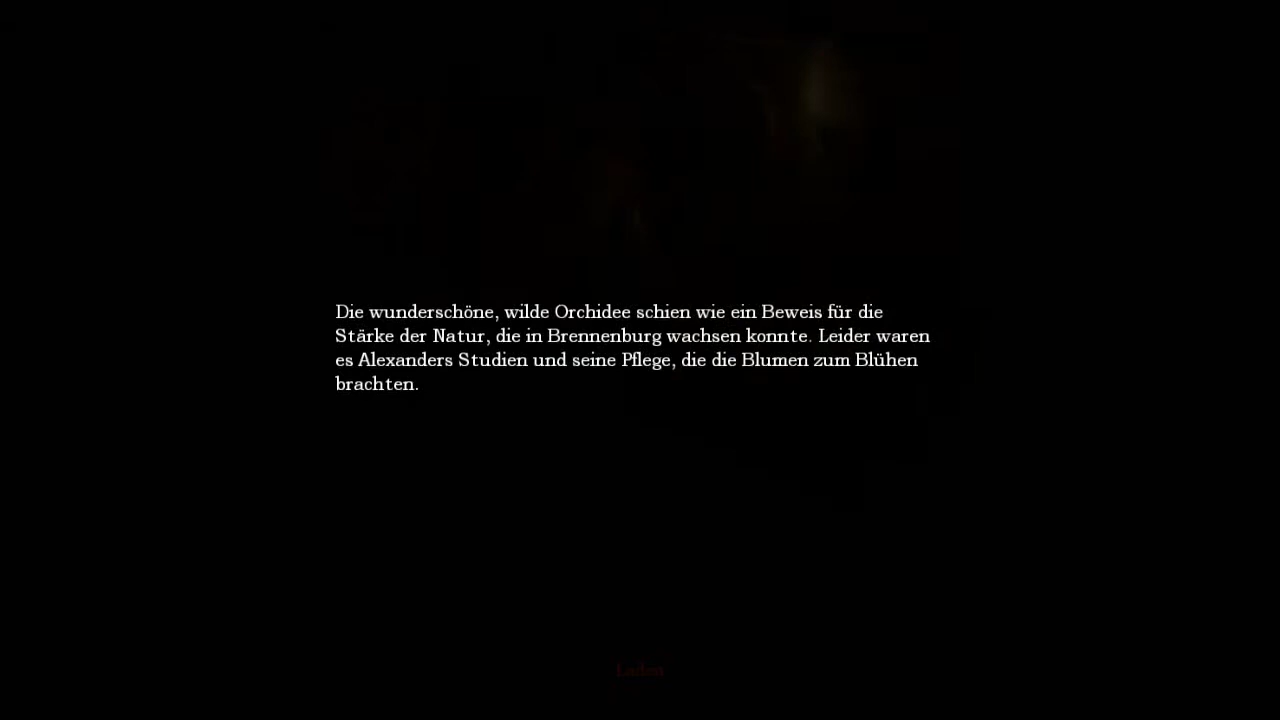 Die wunderschöne, wilde Orchidee schien wie ein Beweis für die
Stärke der Natur, die in Brennenburg wachsen konnte. Leider waren
es Alexanders Studien und seine Pflege, die die Blumen zum Blühen
brachten.
Laden